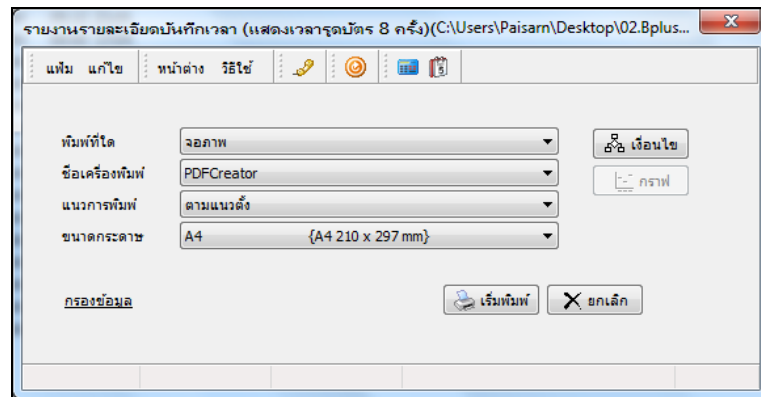 รายงานรายละเอียดบันทึกเวลา (แสดงเวลารูดบัตร 8 ครั้ง)(C:\Users\Paisarn\Desktop\02.Bplus...
แฟ้ม แก้ไข หน้าต่าง วิธีใช้
พิมพ์ที่ใด จอภาพ เงื่อนไข
ชื่อเครื่องพิมพ์ PDFCreator กราฟ
แนวการพิมพ์ ตามแนวตั้ง
ขนาดกระดาษ A4 {A4 210 x 297 mm}
กรองข้อมูล เริ่มพิมพ์ ยกเลิก